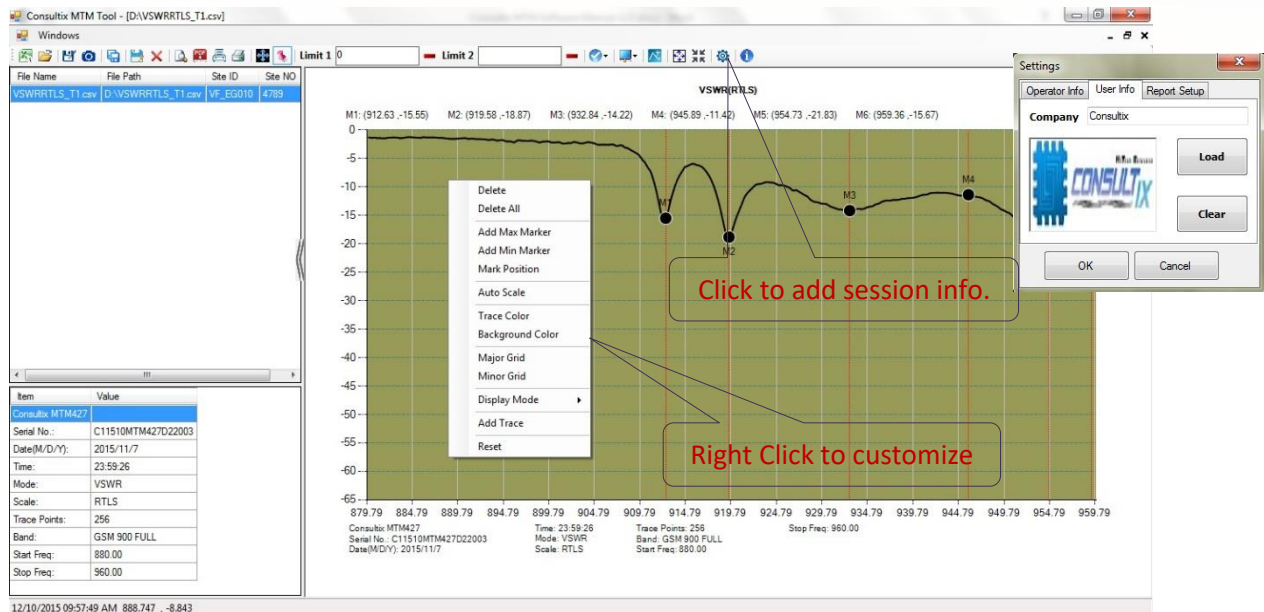 Consultix MTM Tool - [D:\VSWRRTLS_T1.csv]
Windows
Limit 1 0 Limit 2
File Name File Path Site ID Site NO
VSWRRTLS_T1.csv D:\VSWRRTLS_T1.csv VF_EG010 4789
VSWR(RTLS)
M1: (912.63 ,-15.55) M2: (919.58 ,-18.87) M3: (932.84 ,-14.22) M4: (945.89 ,-11.42) M5: (954.73 ,-21.83) M6: (959.36 ,-15.67)
0
-5
-10
-15
-20
-25
-30
-35
-40
-45
-50
-55
-60
-65
M1
M2
M3
M4
Delete
Delete All
Add Max Marker
Add Min Marker
Mark Position
Auto Scale
Trace Color
Background Color
Major Grid
Minor Grid
Display Mode
Add Trace
Reset
Click to add session info.
Right Click to customize
879.79 884.79 889.79 894.79 899.79 904.79 909.79 914.79 919.79 924.79 929.79 934.79 939.79 944.79 949.79 954.79 959.79
Consultix MTM427 Time: 23:59:26 Trace Points: 256 Stop Freq: 960.00
Serial No.: C11510MTM427D22003 Mode: VSWR Band: GSM 900 FULL
Date(M/D/Y): 2015/11/7 Scale: RTLS Start Freq: 880.00
Item Value
Consultix MTM427
Serial No.: C11510MTM427D22003
Date(M/D/Y): 2015/11/7
Time: 23:59:26
Mode: VSWR
Scale: RTLS
Trace Points: 256
Band: GSM 900 FULL
Start Freq: 880.00
Stop Freq: 960.00
12/10/2015 09:57:49 AM 888.747 , -8.843
Settings
Operator Info User Info Report Setup
Company Consultix
CONSULTIX
Load
Clear
OK Cancel